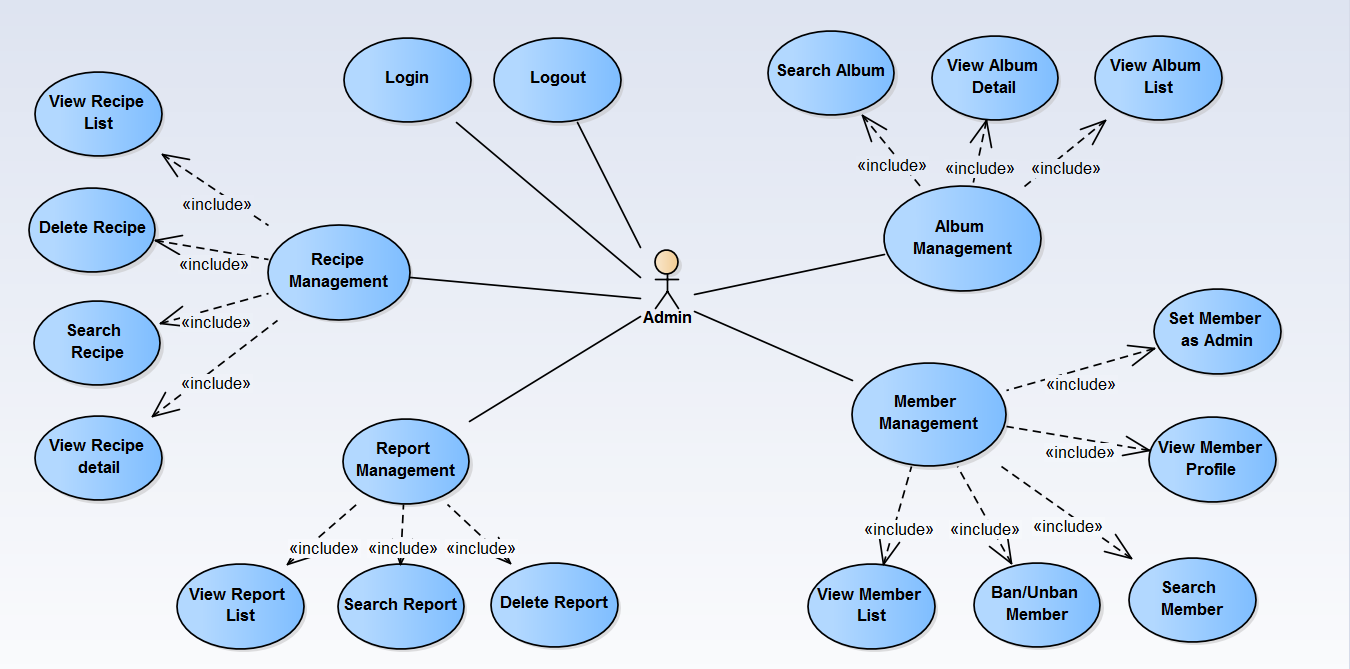 Login
Logout
Search Album
View Album
Detail
View Album
List
View Recipe
List
«include»
«include»
«include»
«include»
Delete Recipe
«include»
Recipe
Management
Album
Management
«include»
Admin
Search
Recipe
«include»
Set Member
as Admin
«include»
«include»
View Recipe
detail
Report
Management
Member
Management
«include»
View Member
Profile
«include»
«include»
«include»
«include»
«include»
«include»
View Report
List
Search Report
Delete Report
View Member
List
Ban/Unban
Member
Search
Member